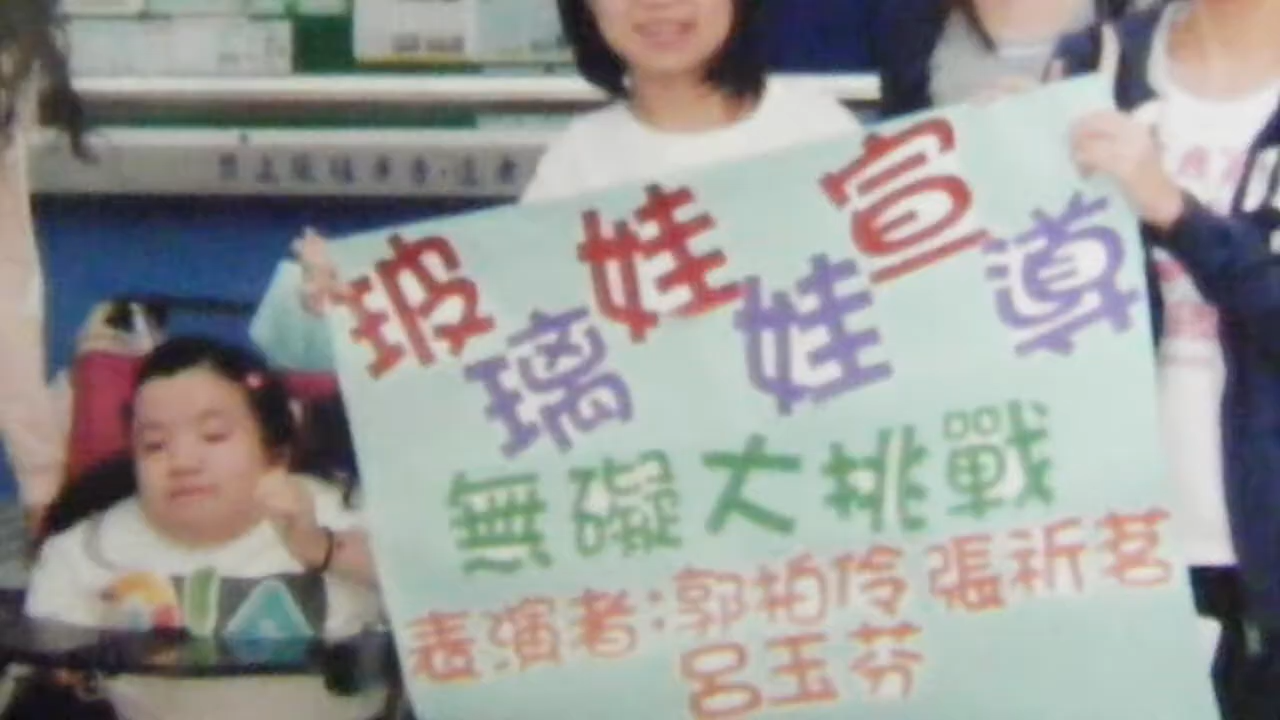 玻璃娃娃宣導
無礙大挑戰
表演者:郭柏伶 張祈茗
呂玉芬